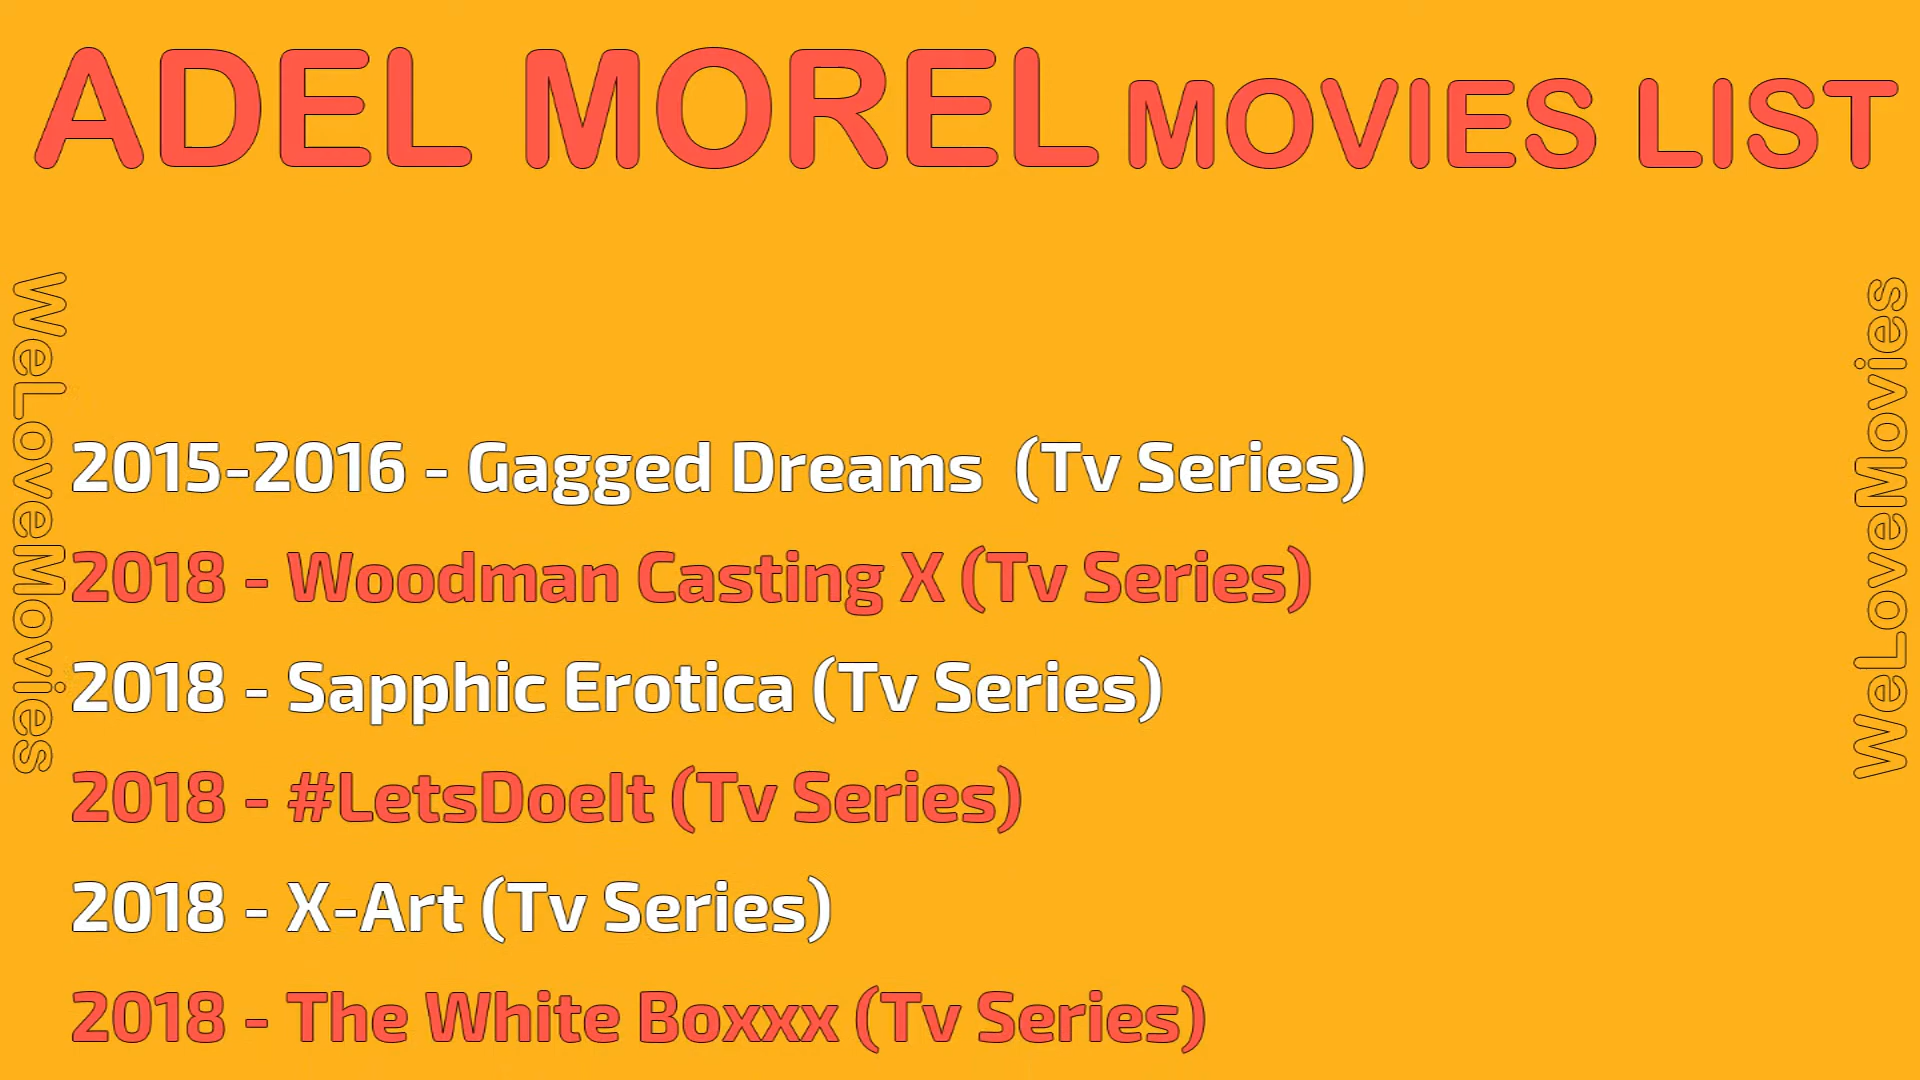 ADEL MOREL MOVIES LIST
WeLoveMovies
2015-2016 - Gagged Dreams (Tv Series)
2018 - Woodman Casting X (Tv Series)
2018 - Sapphic Erotica (Tv Series)
2018 - #LetsDoeIt (Tv Series)
2018 - X-Art (Tv Series)
2018 - The White Boxxx (Tv Series)
WeLoveMovies